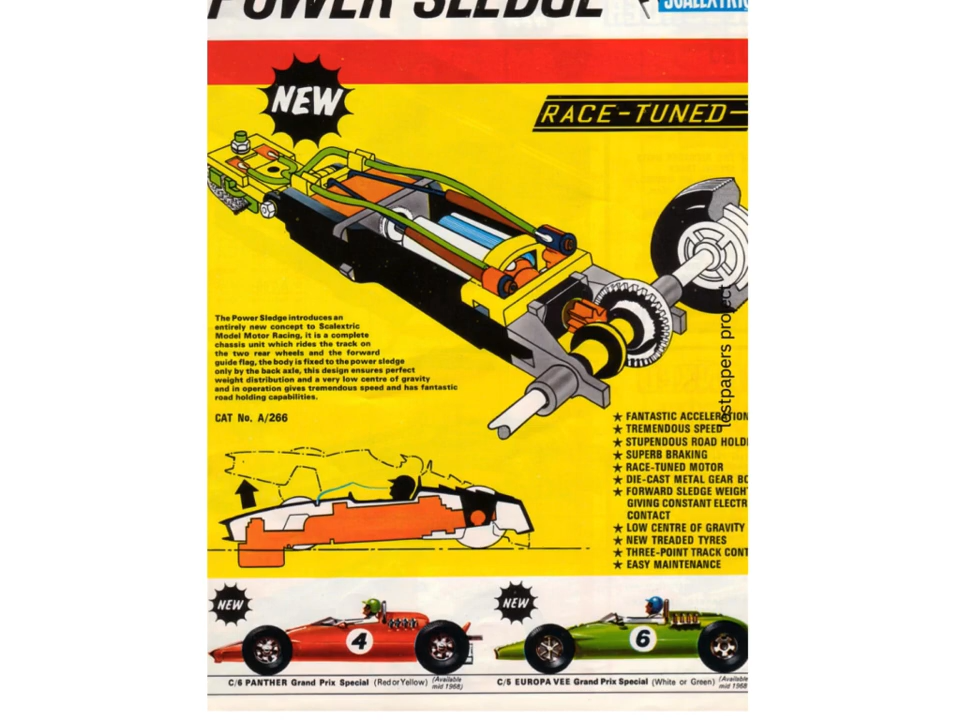 POWER SLEDGE
SCALEXTRIC
NEW
RACE-TUNED
The Power Sledge introduces an
entirely new concept to Scalextric
Model Motor Racing, it is a complete
chassis unit which rides the track on
the two rear wheels and the forward
guide flag, the body is fixed to the power sledge
only by the back axle, this design ensures perfect
weight distribution and a very low centre of gravity
and in operation gives tremendous speed and has fantastic
road holding capabilities.
CAT No. A/266
★ FANTASTIC ACCELERATION
★ TREMENDOUS SPEED
★ STUPENDOUS ROAD HOLD
★ SUPERB BRAKING
★ RACE-TUNED MOTOR
★ DIE-CAST METAL GEAR BO
★ FORWARD SLEDGE WEIGH
GIVING CONSTANT ELECTR
CONTACT
★ LOW CENTRE OF GRAVITY
★ NEW TREADED TYRES
★ THREE-POINT TRACK CONT
★ EASY MAINTENANCE
lostpapers project
NEW
4
C/6 PANTHER Grand Prix Special (Red or Yellow) (Available
mid 1968)
NEW
6
C/5 EUROPA VEE Grand Prix Special (White or Green) (Available
mid 1968